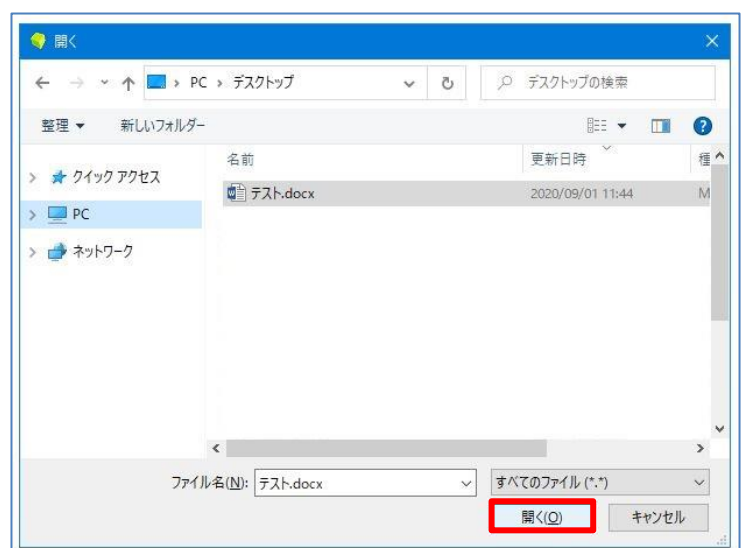 開く
PC › デスクトップ
デスクトップの検索
整理 新しいフォルダー
名前 更新日時 種
クイック アクセス
テスト.docx 2020/09/01 11:44 M
PC
ネットワーク
ファイル名(N): テスト.docx すべてのファイル (*.*)
開く(O) キャンセル